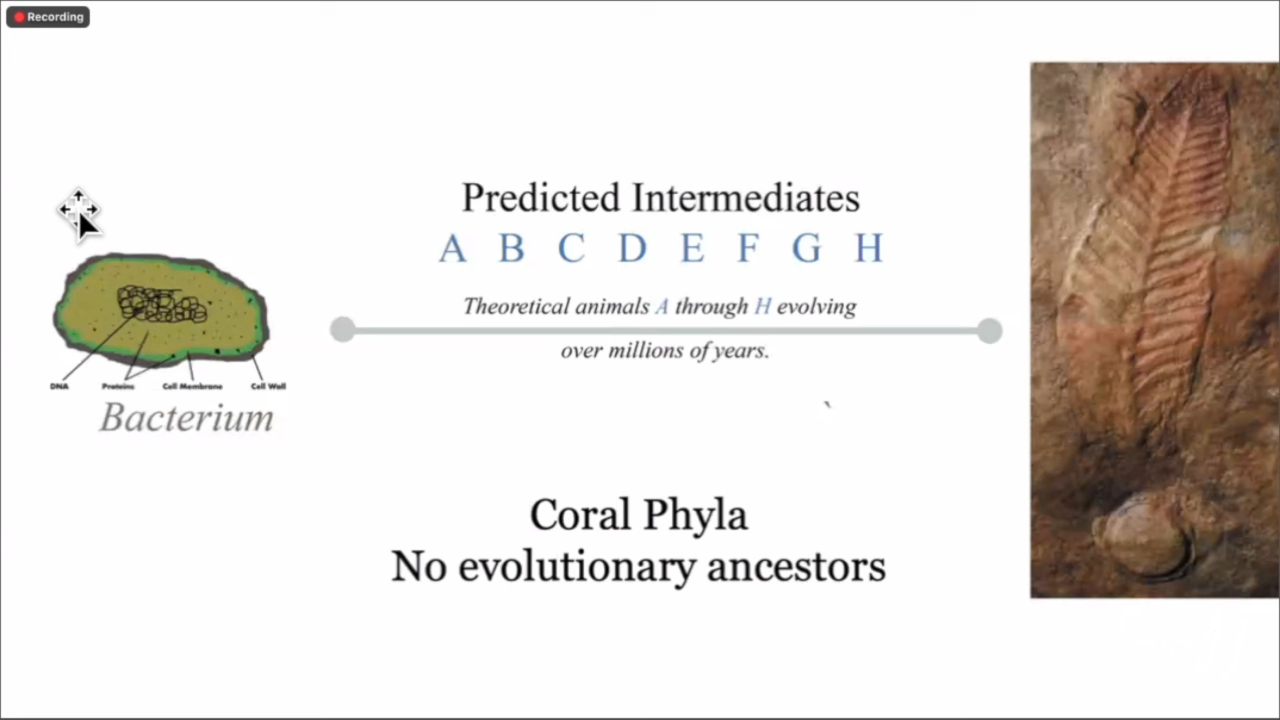 Recording
Predicted Intermediates
A B C D E F G H
Theoretical animals A through H evolving
over millions of years.
DNA Proteins Cell Membrane Cell Wall
Bacterium
Coral Phyla
No evolutionary ancestors